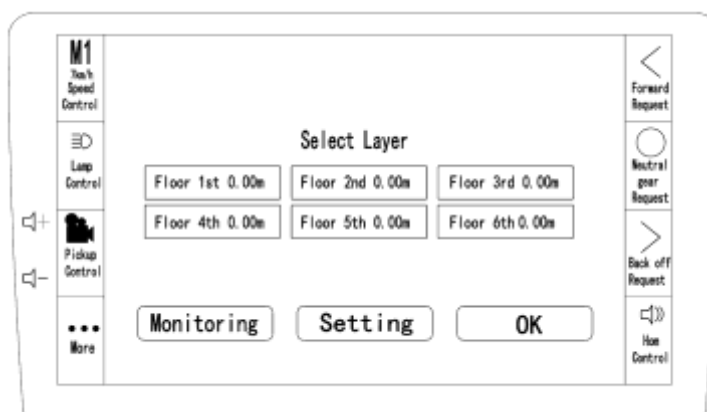 M1
7km/h
Speed
Control
Lamp
Control
Pickup
Control
More
Select Layer
Floor 1st 0.00m
Floor 2nd 0.00m
Floor 3rd 0.00m
Floor 4th 0.00m
Floor 5th 0.00m
Floor 6th 0.00m
Monitoring
Setting
OK
Forward
Request
Neutral
gear
Request
Back off
Request
Control